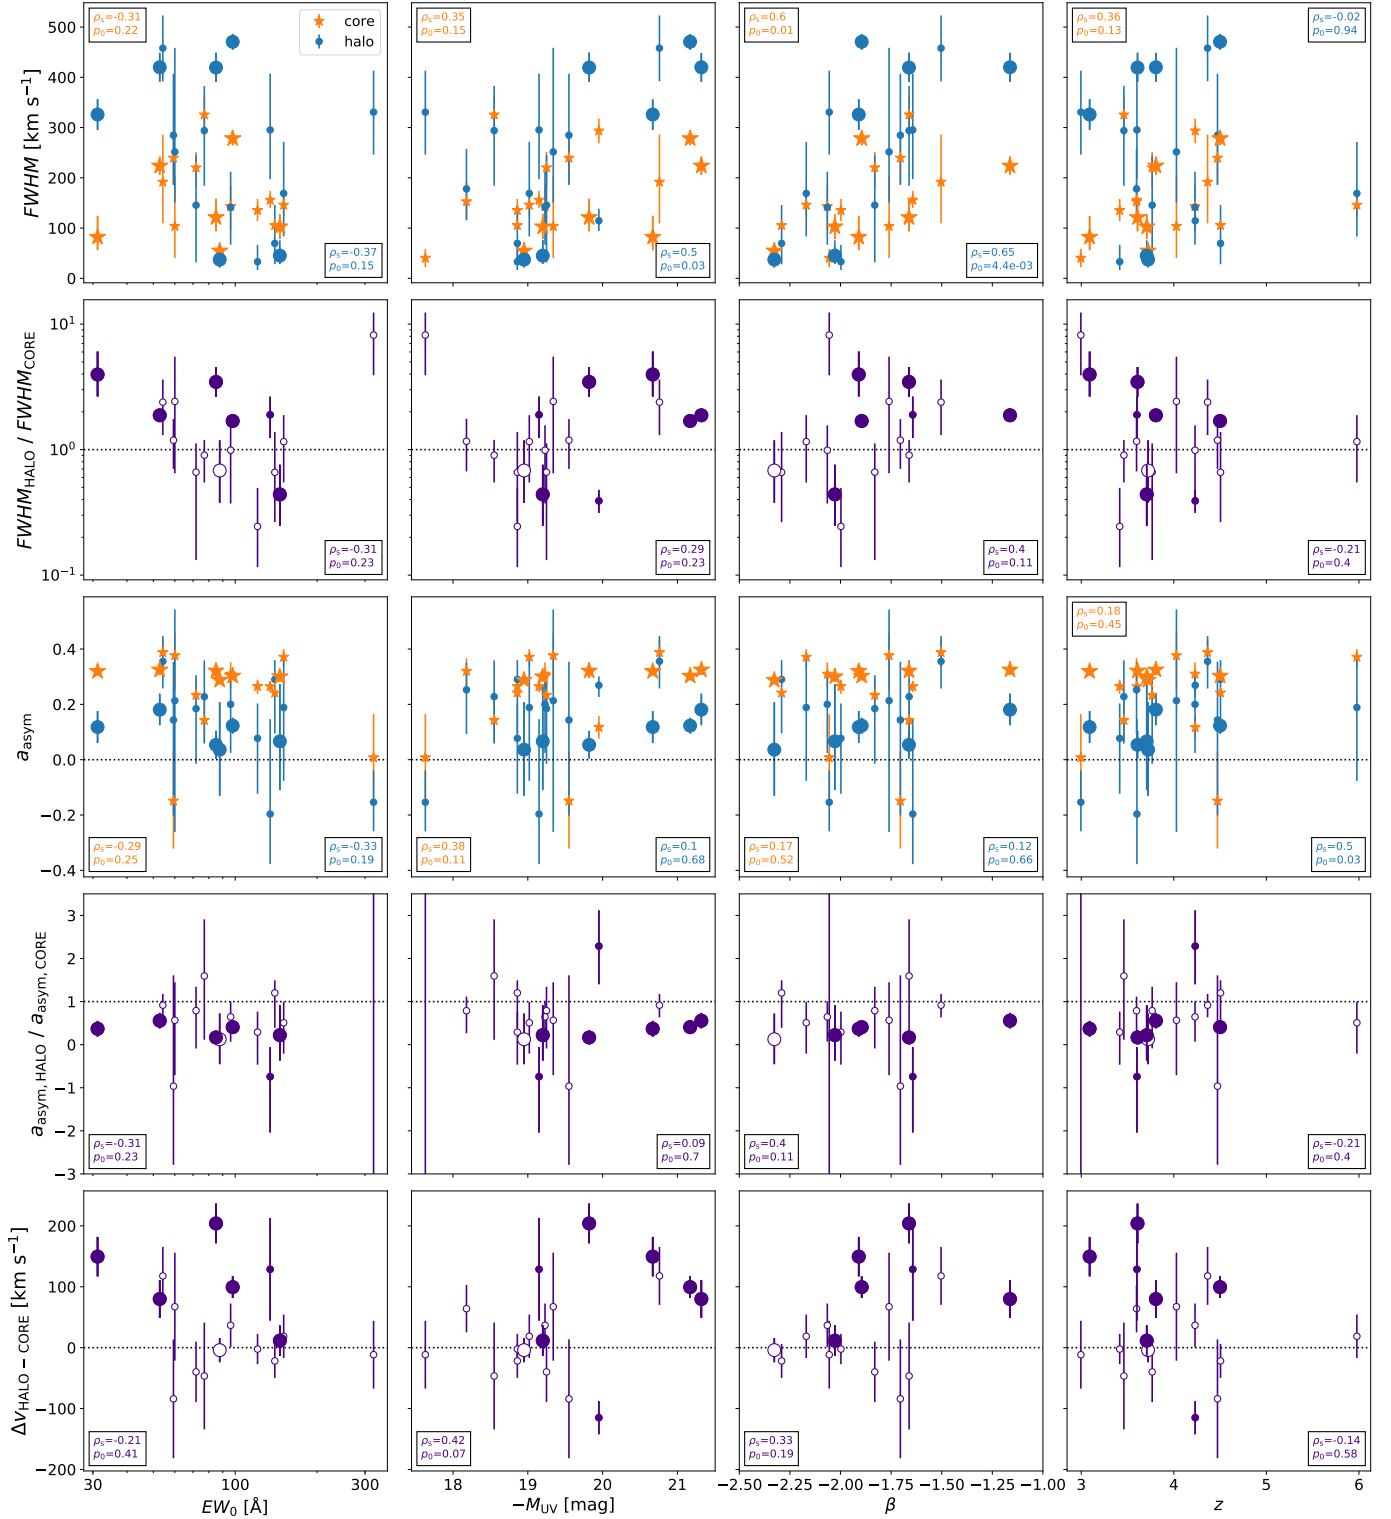 ρs=-0.31
p0=0.22
core
halo
ρs=0.35
p0=0.15
ρs=0.6
p0=0.01
ρs=0.36
p0=0.13
ρs=-0.02
p0=0.94
500
400
300
200
100
0
FWHM [km s−1]
ρs=-0.37
p0=0.15
ρs=0.5
p0=0.03
ρs=0.65
p0=4.4e-03
10^1
10^0
10^−1
FWHM_HALO / FWHM_CORE
ρs=-0.31
p0=0.23
ρs=0.29
p0=0.23
ρs=0.4
p0=0.11
ρs=-0.21
p0=0.4
0.4
0.2
0.0
−0.2
−0.4
a_asym
ρs=0.18
p0=0.45
ρs=-0.29
p0=0.25
ρs=-0.33
p0=0.19
ρs=0.38
p0=0.11
ρs=0.1
p0=0.68
ρs=0.17
p0=0.52
ρs=0.12
p0=0.66
ρs=0.5
p0=0.03
3
2
1
0
−1
−2
−3
a_asym,HALO / a_asym,CORE
ρs=-0.31
p0=0.23
ρs=0.09
p0=0.7
ρs=0.4
p0=0.11
ρs=-0.21
p0=0.4
200
100
0
−100
−200
Δv_HALO−CORE [km s−1]
ρs=-0.21
p0=0.41
ρs=0.42
p0=0.07
ρs=0.33
p0=0.19
ρs=-0.14
p0=0.58
30 100 300
18 19 20 21
−2.50 −2.25 −2.00 −1.75 −1.50 −1.25 −1.00
3 4 5 6
EW0 [Å]
−M_UV [mag]
β
z